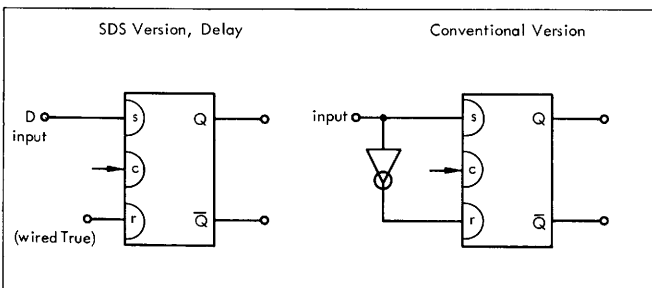 SDS Version, Delay
D
input
s
Q
c
r
Q̅
(wired True)
Conventional Version
input
s
Q
c
r
Q̅